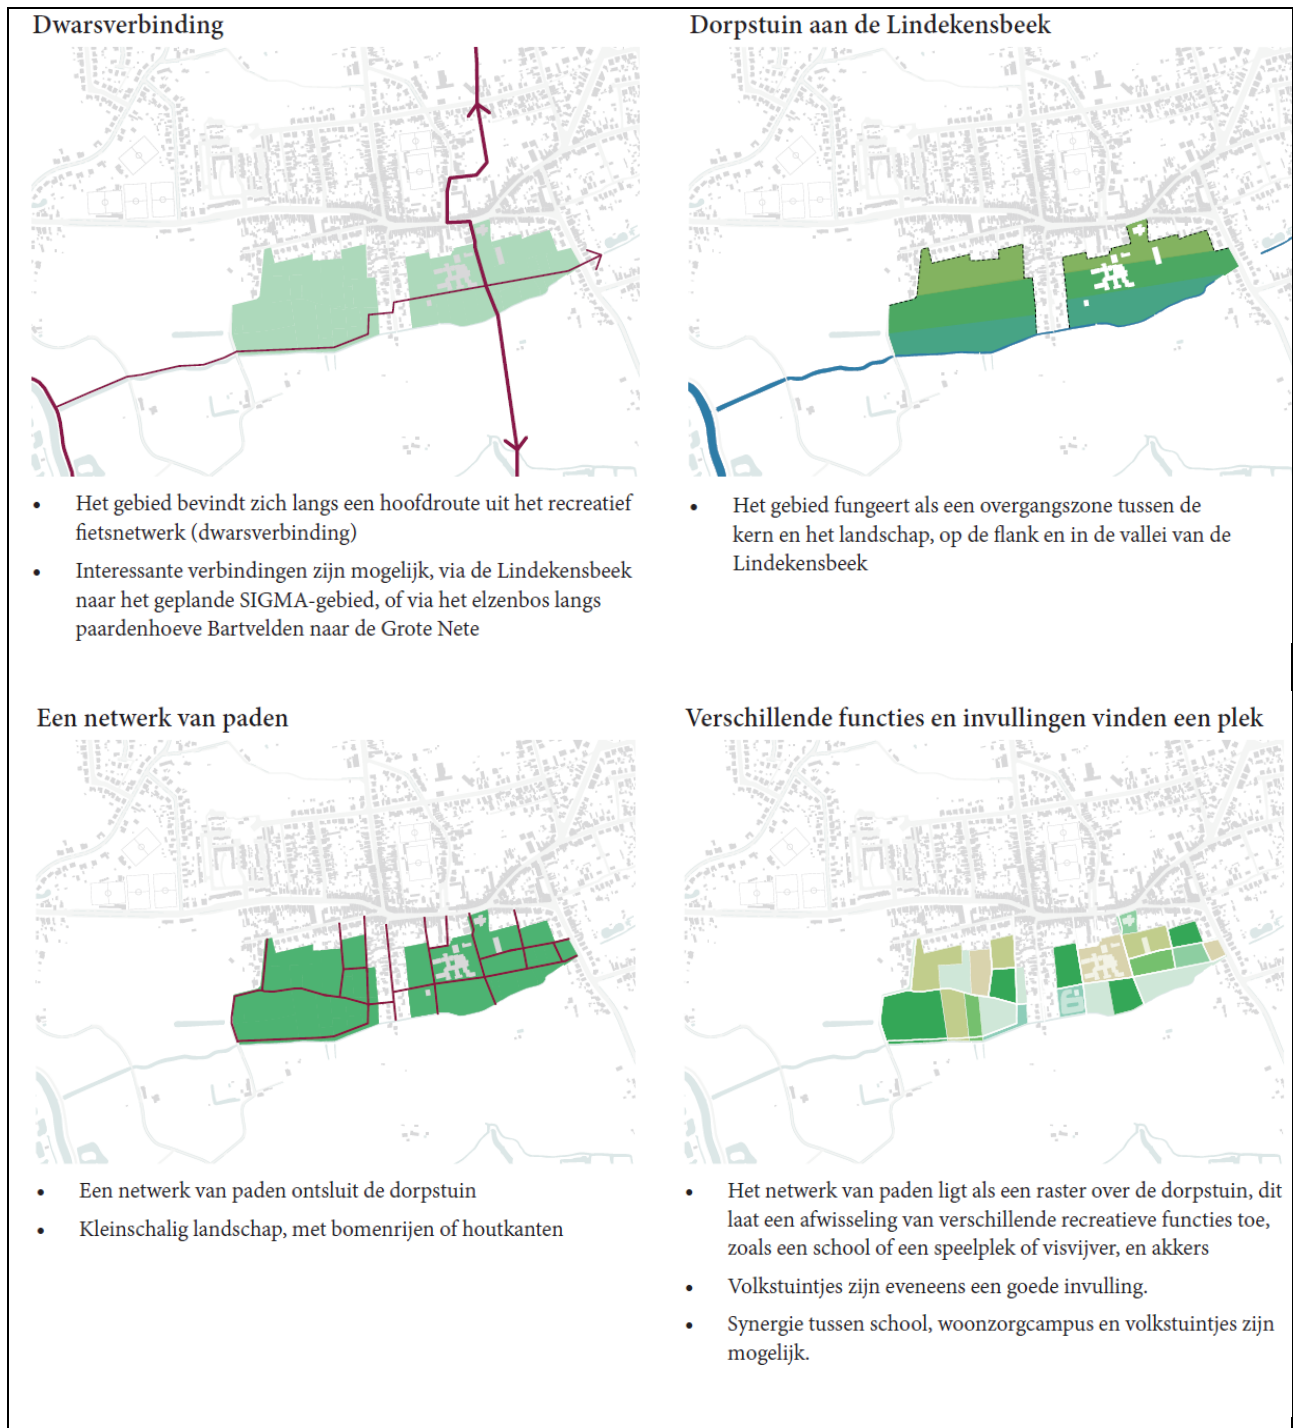 Dwarsverbinding
• Het gebied bevindt zich langs een hoofdroute uit het recreatief
fietsnetwerk (dwarsverbinding)
• Interessante verbindingen zijn mogelijk, via de Lindekensbeek
naar het geplande SIGMA-gebied, of via het elzenbos langs
paardenhoeve Bartvelden naar de Grote Nete
Dorpstuin aan de Lindekensbeek
• Het gebied fungeert als een overgangszone tussen de
kern en het landschap, op de flank en in de vallei van de
Lindekensbeek
Een netwerk van paden
• Een netwerk van paden ontsluit de dorpstuin
• Kleinschalig landschap, met bomenrijen of houtkanten
Verschillende functies en invullingen vinden een plek
• Het netwerk van paden ligt als een raster over de dorpstuin, dit
laat een afwisseling van verschillende recreatieve functies toe,
zoals een school of een speelplek of visvijver, en akkers
• Volkstuintjes zijn eveneens een goede invulling.
• Synergie tussen school, woonzorgcampus en volkstuintjes zijn
mogelijk.